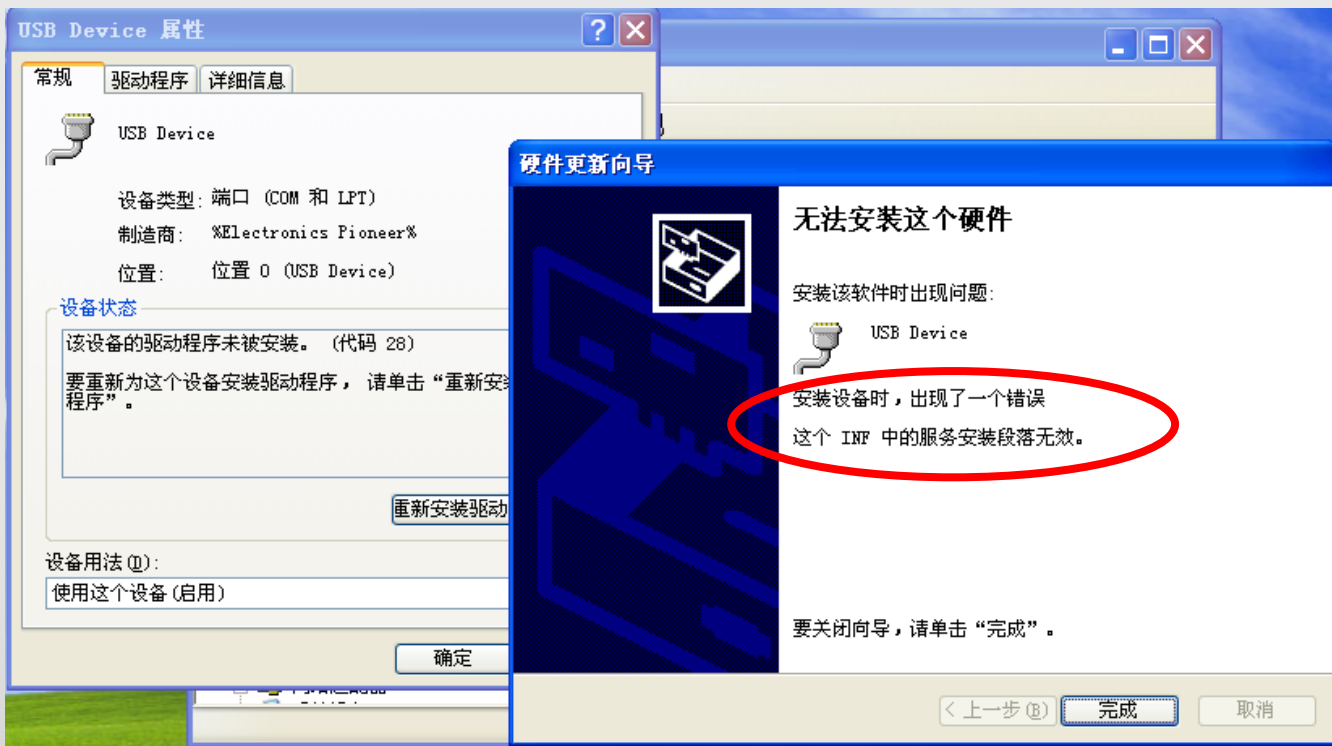 USB Device 属性
常规
驱动程序
详细信息
USB Device
设备类型: 端口 (COM 和 LPT)
制造商: %Electronics Pioneer%
位置: 位置 0 (USB Device)
设备状态
该设备的驱动程序未被安装。 (代码 28)
要重新为这个设备安装驱动程序， 请单击“重新安
程序”。
重新安装驱动
设备用法(D):
使用这个设备(启用)
确定
硬件更新向导
无法安装这个硬件
安装该软件时出现问题:
USB Device
安装设备时，出现了一个错误
这个 INF 中的服务安装段落无效。
要关闭向导，请单击“完成”。
< 上一步(B)
完成
取消